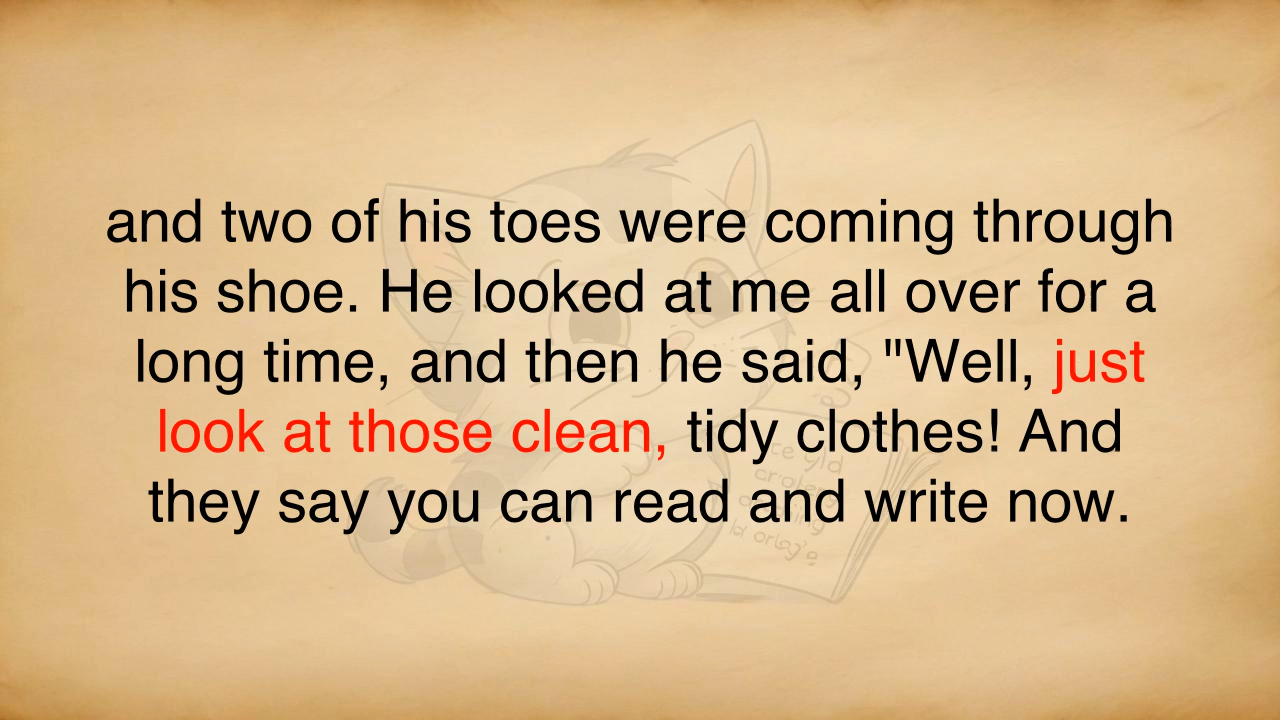 and two of his toes were coming through
his shoe. He looked at me all over for a
long time, and then he said, "Well, just
look at those clean, tidy clothes! And
they say you can read and write now.